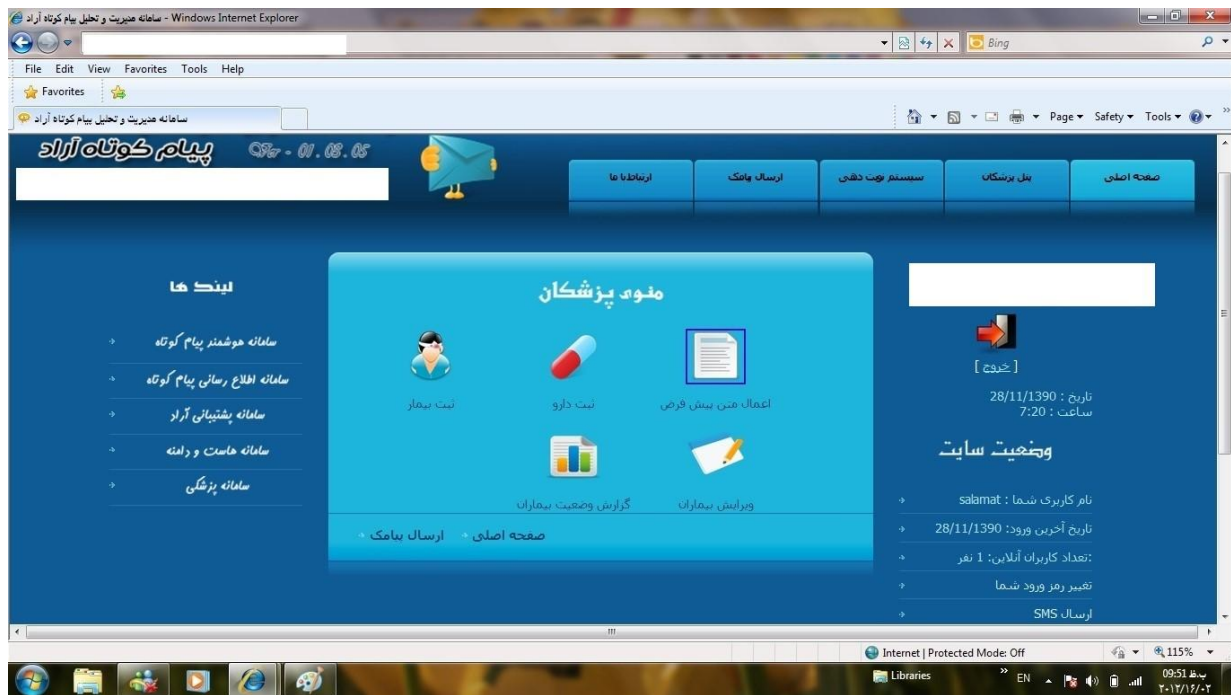 سامانه مدیریت و تحلیل پیام کوتاه آراد - Windows Internet Explorer
Bing
File Edit View Favorites Tools Help
Favorites
سامانه مدیریت و تحلیل پیام کوتاه آراد
Page Safety Tools
پیام کوتاه آراد
صفحه اصلی
پنل پزشکان
سیستم نوبت دهی
ارسال پیامک
ارتباط با ما
[ خروج ]
تاریخ : 28/11/1390
ساعت : 7:20
وضعیت سایت
نام کاربری شما : salamat
تاریخ آخرین ورود: 28/11/1390
تعداد کاربران آنلاین: 1 نفر:
تغییر رمز ورود شما
ارسال SMS
منوی پزشکان
اعمال متن پیش فرض
ثبت دارو
ثبت بیمار
ویرایش بیماران
گزارش وضعیت بیماران
صفحه اصلی
ارسال پیامک
لینک ها
سامانه هوشمند پیام کوتاه
سامانه اطلاع رسانی پیام کوتاه
سامانه پشتیبانی آراد
سامانه هاست و دامنه
سامانه پزشکی
Internet | Protected Mode: Off
115%
Libraries
EN
09:51 ب.ظ
۲۰۱۲/۱۶/۰۲